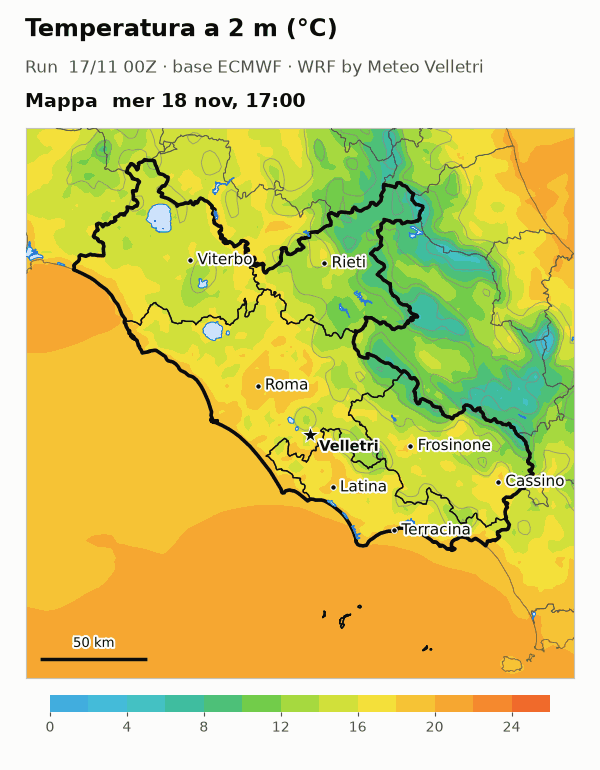 Temperatura a 2 m (°C)
Run 17/11 00Z · base ECMWF · WRF by Meteo Velletri
Mappa mer 18 nov, 17:00
Viterbo
Rieti
Roma
Velletri
Frosinone
Cassino
Latina
Terracina
50 km
0 4 8 12 16 20 24